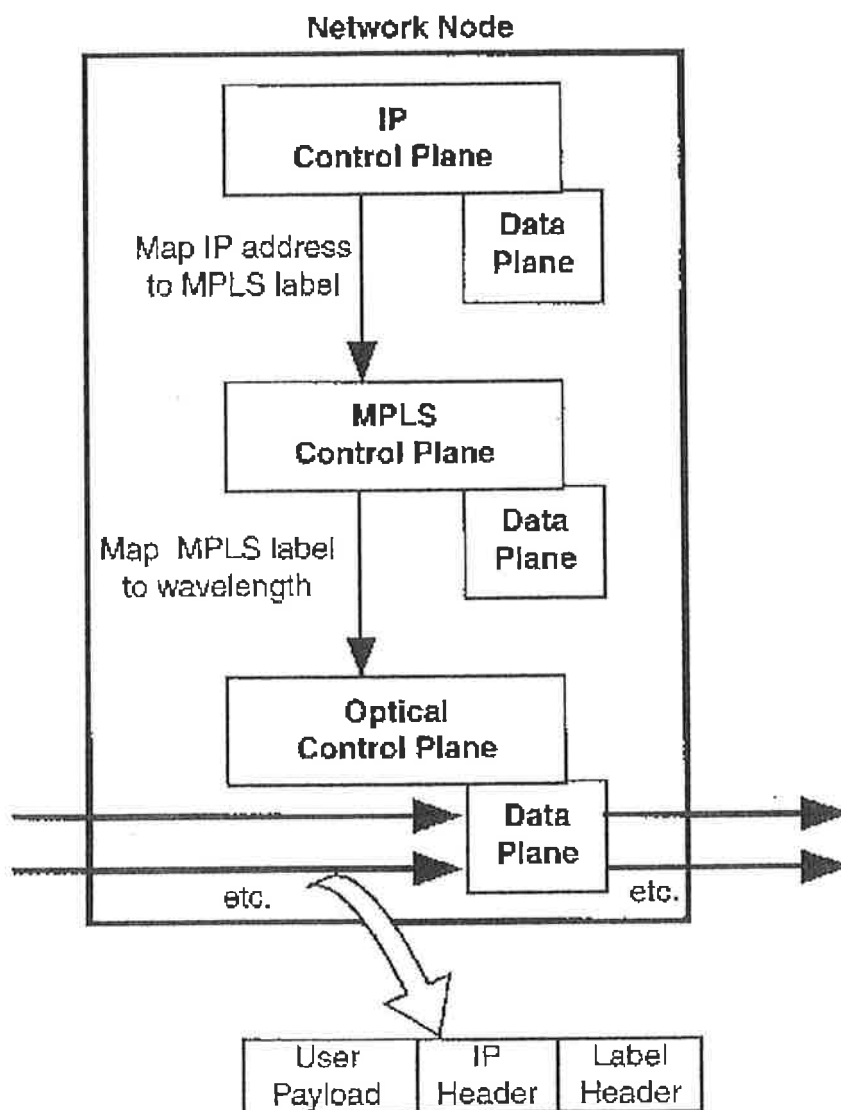 Network Node
IP
Control Plane
Data
Plane
Map IP address
to MPLS label
MPLS
Control Plane
Data
Plane
Map MPLS label
to wavelength
Optical
Control Plane
Data
Plane
etc.
etc.
User
Payload
IP
Header
Label
Header